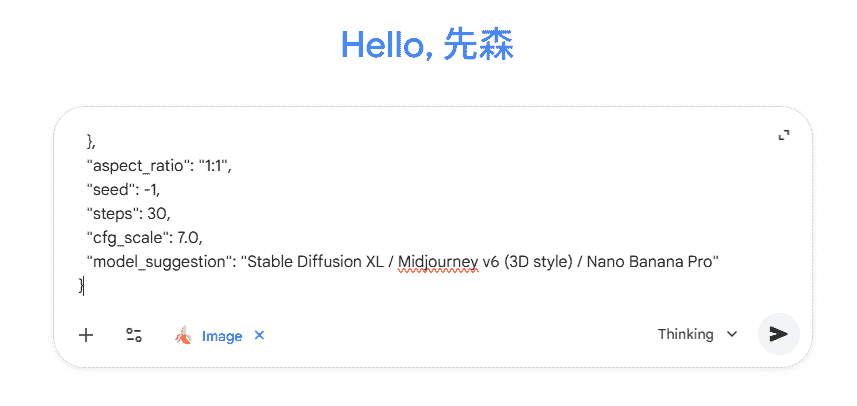 Hello, 先森
},
"aspect_ratio": "1:1",
"seed": -1,
"steps": 30,
"cfg_scale": 7.0,
"model_suggestion": "Stable Diffusion XL / Midjourney v6 (3D style) / Nano Banana Pro"
}
Image
Thinking